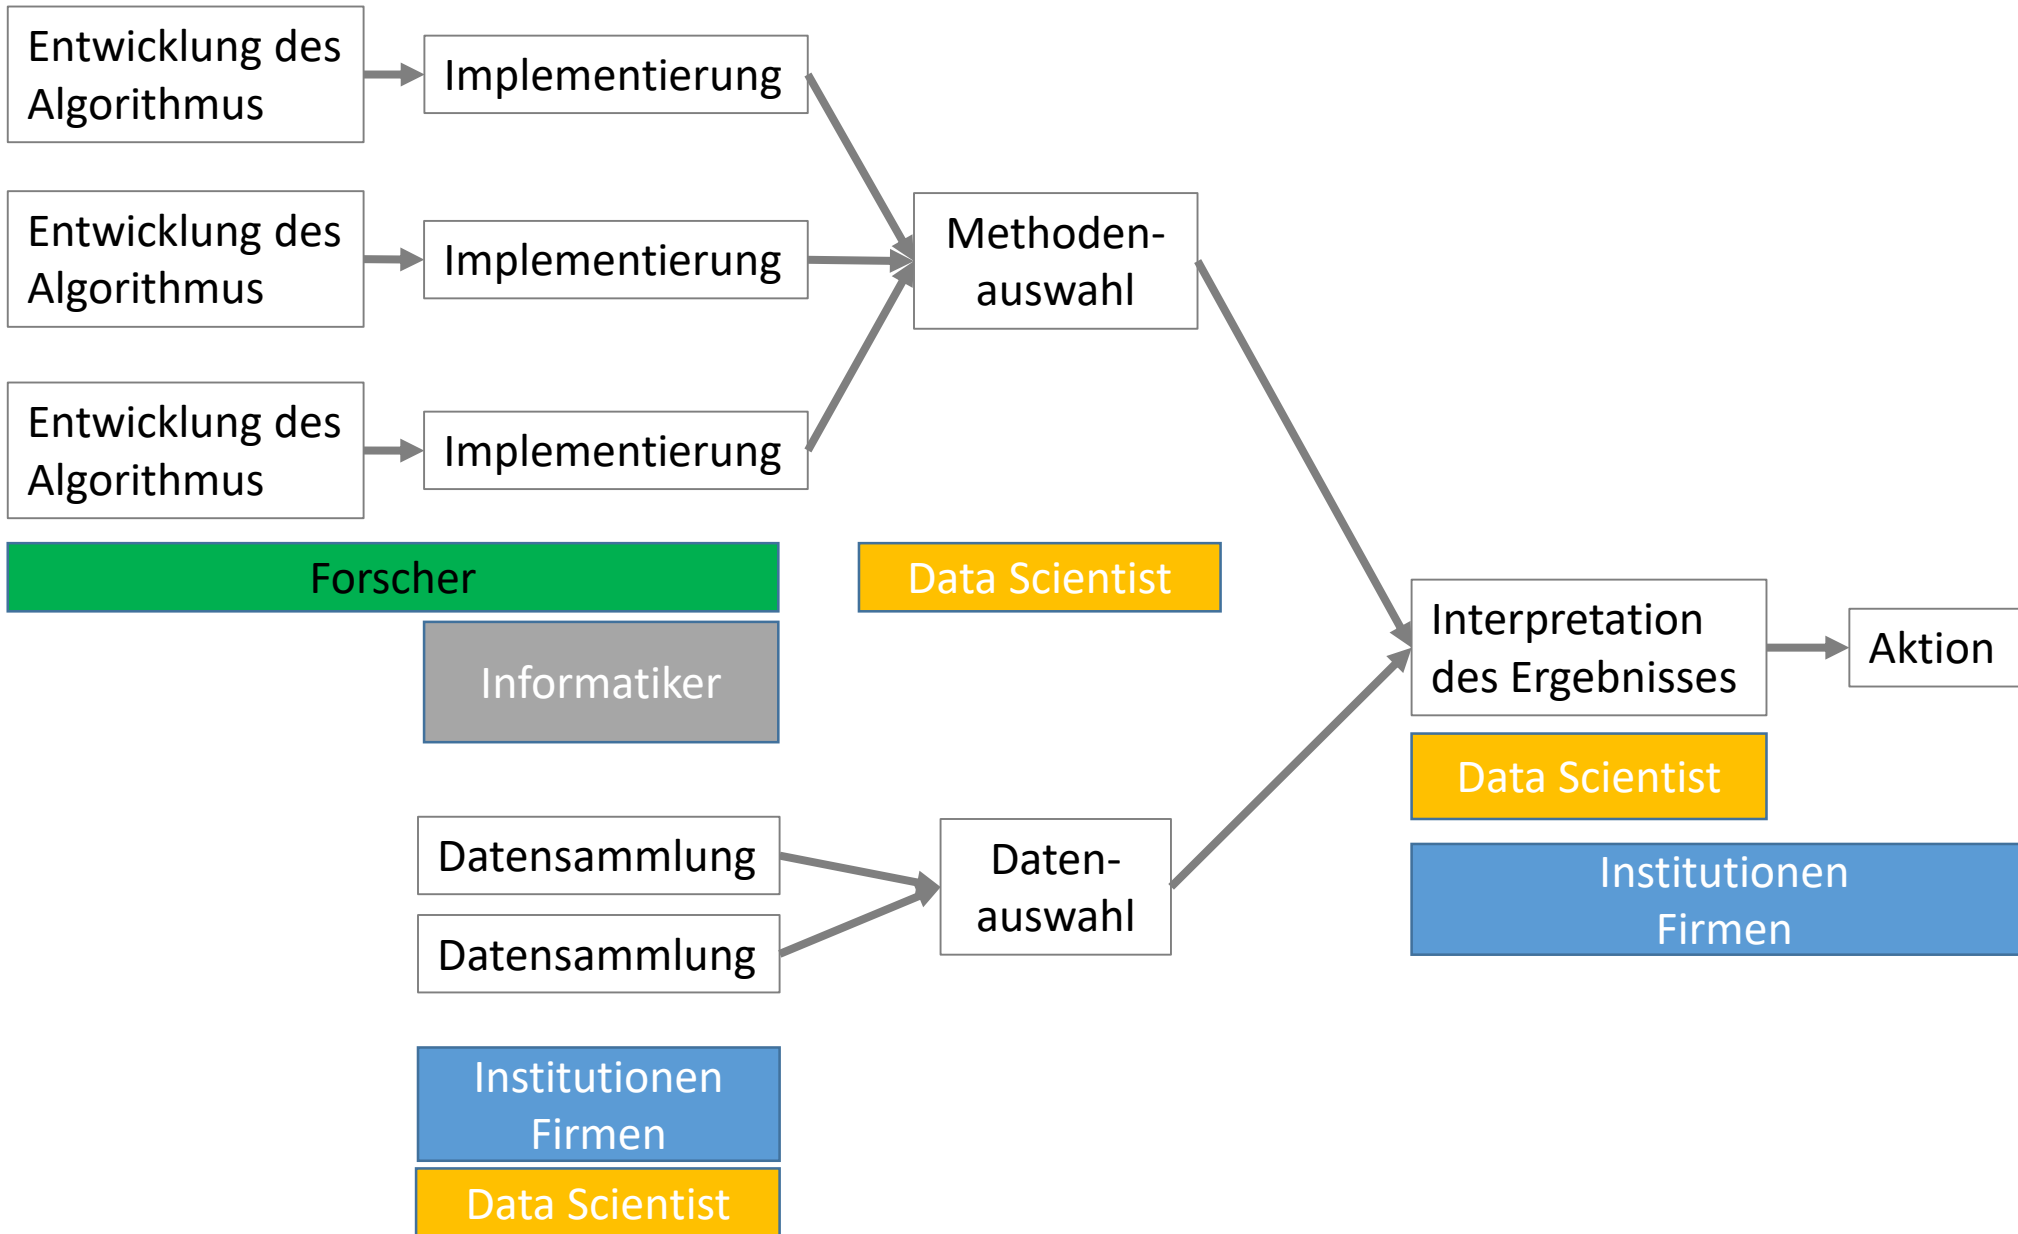 Entwicklung des
Algorithmus
Implementierung
Entwicklung des
Algorithmus
Implementierung
Methoden-
auswahl
Entwicklung des
Algorithmus
Implementierung
Forscher
Data Scientist
Informatiker
Interpretation
des Ergebnisses
Aktion
Data Scientist
Datensammlung
Datensammlung
Daten-
auswahl
Institutionen
Firmen
Institutionen
Firmen
Data Scientist